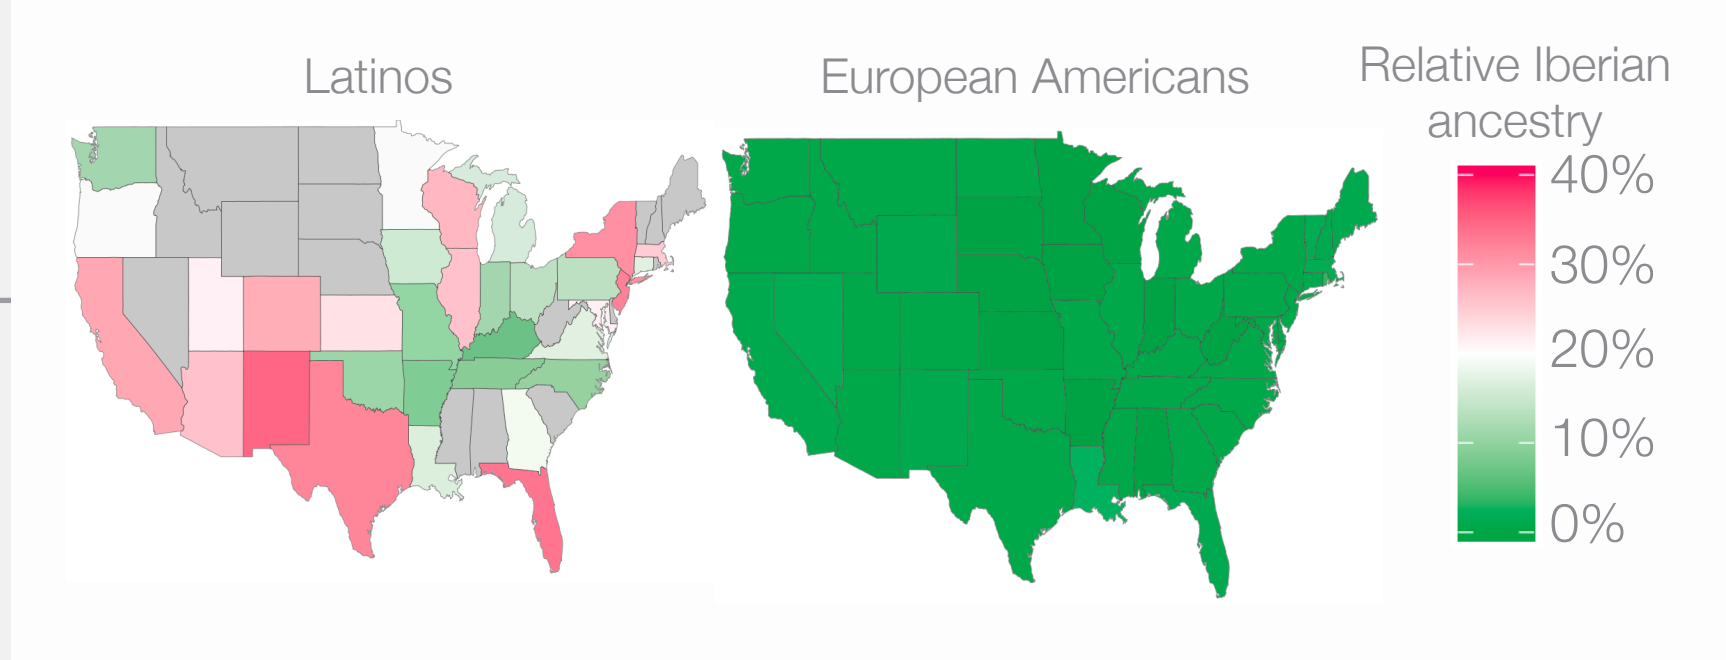 Latinos
European Americans
Relative Iberian
ancestry
40%
30%
20%
10%
0%